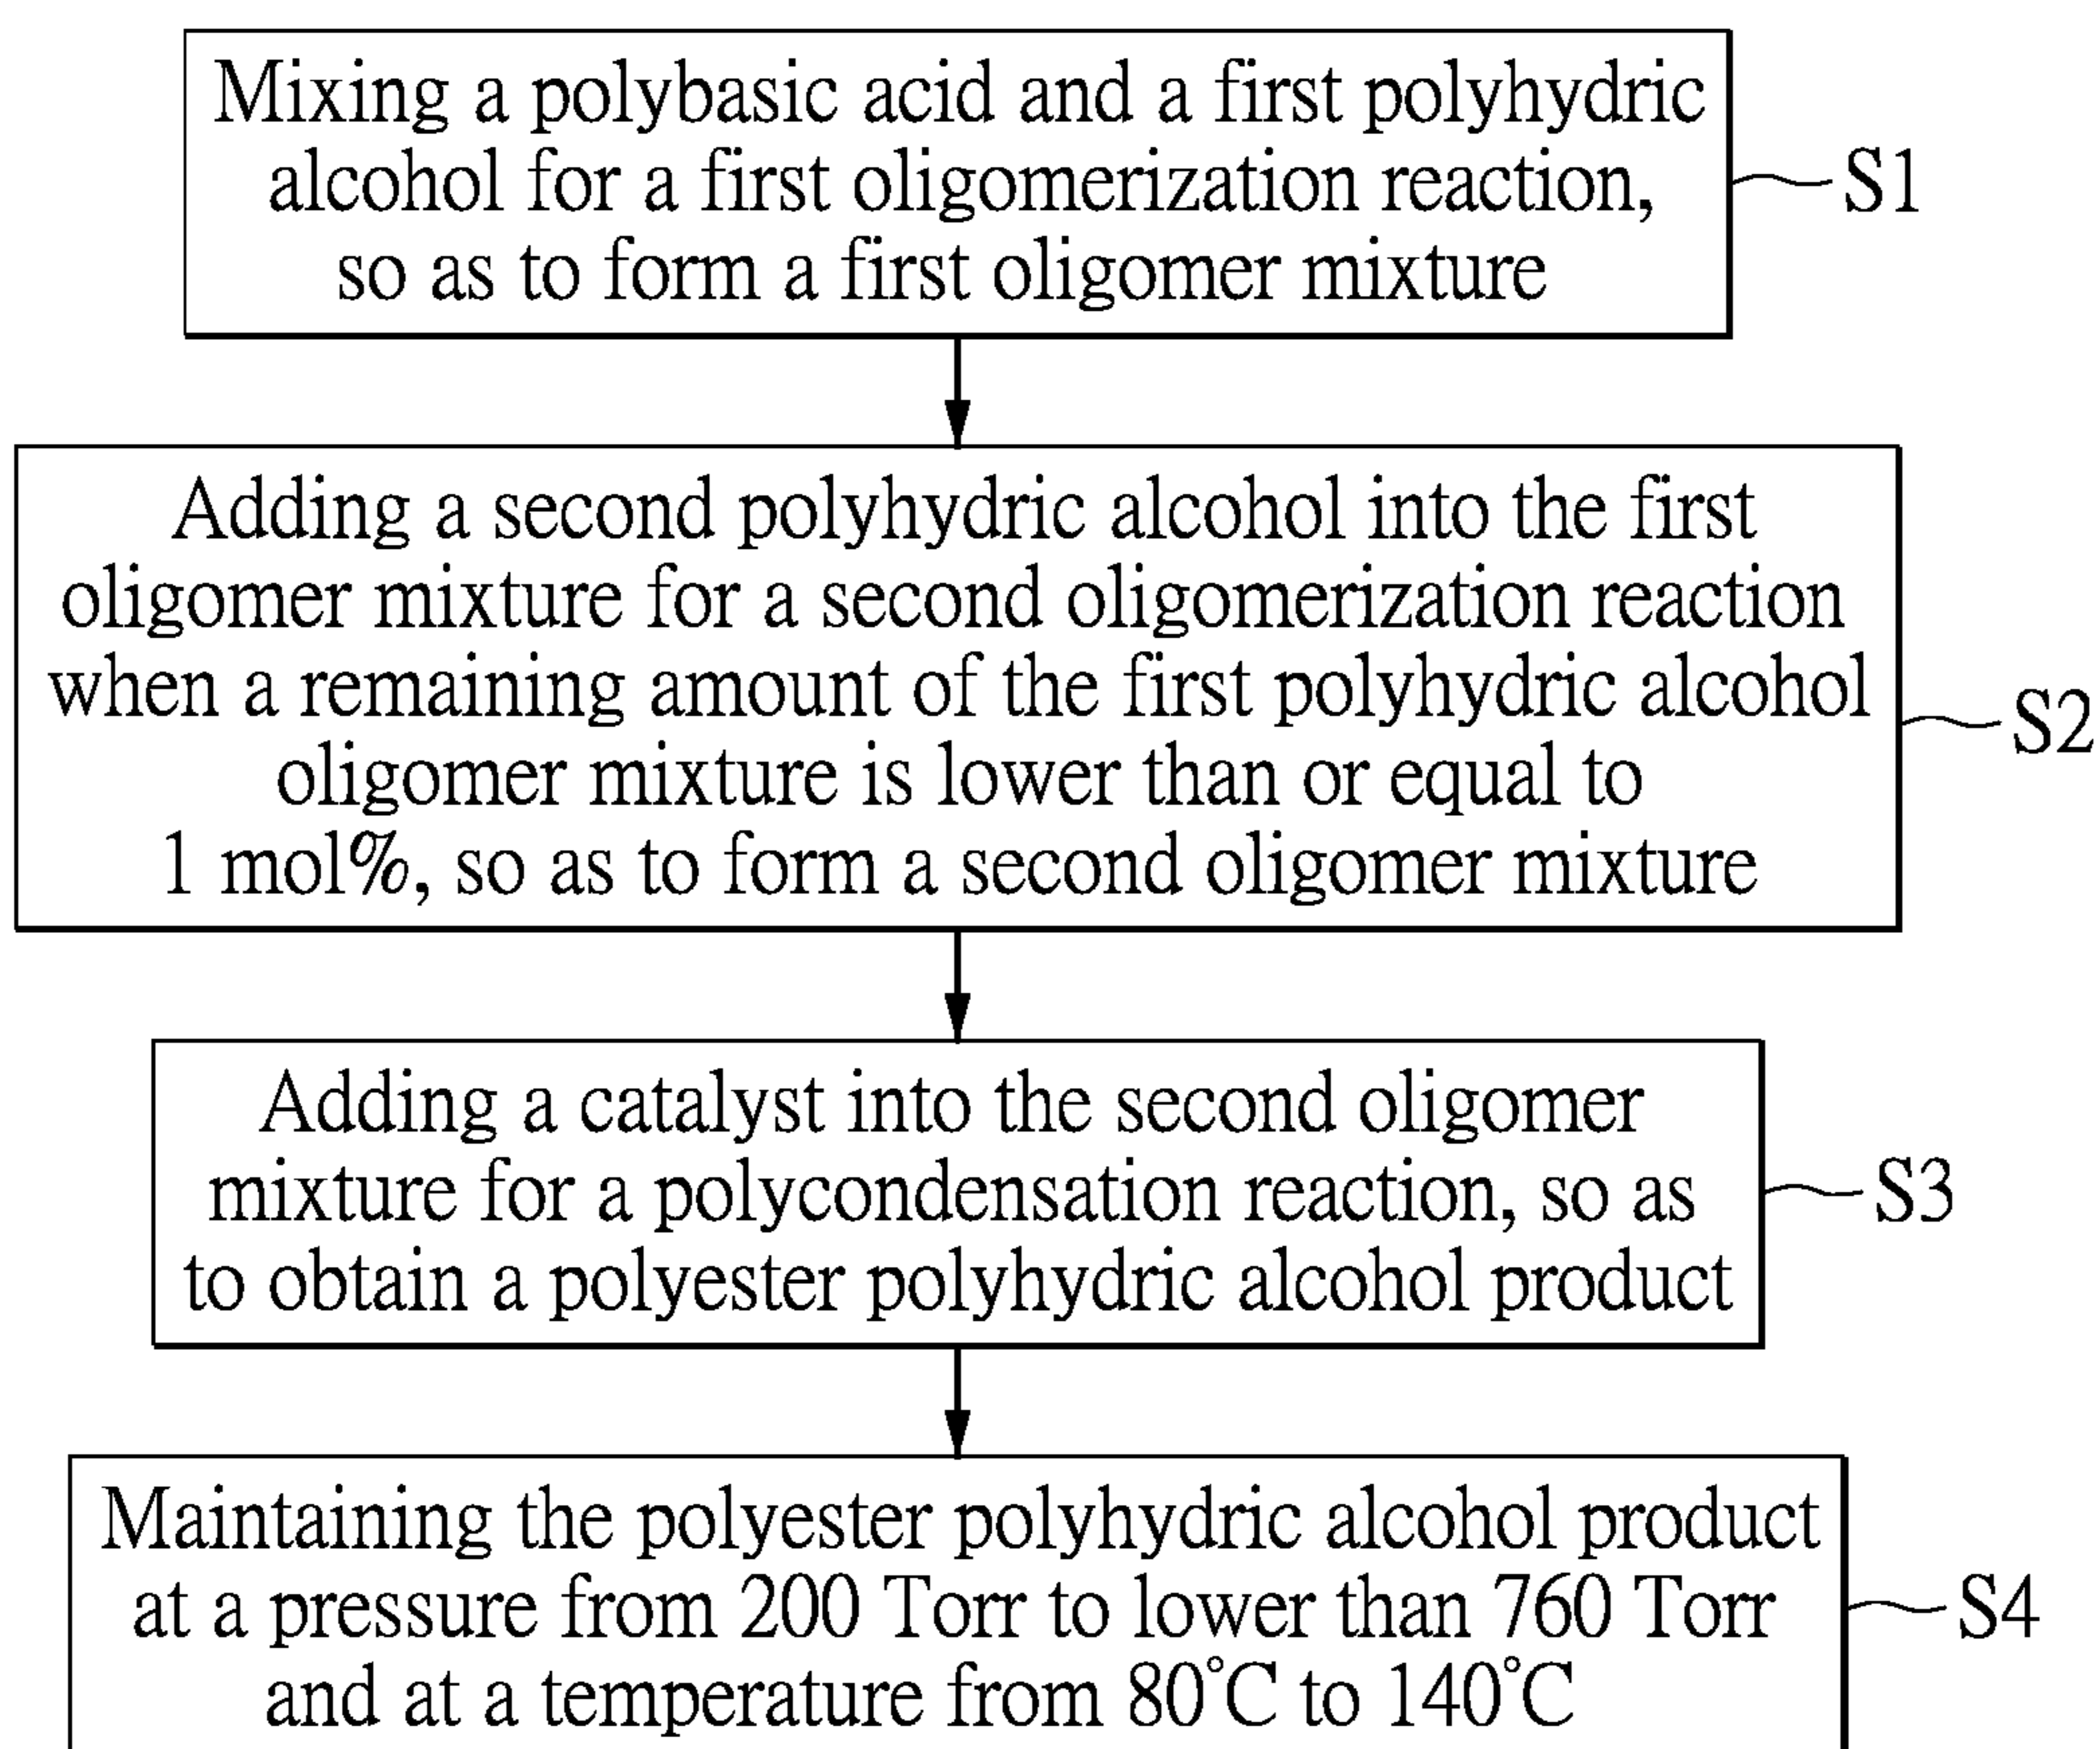 Mixing a polybasic acid and a first polyhydric
alcohol for a first oligomerization reaction,
so as to form a first oligomer mixture
S1
Adding a second polyhydric alcohol into the first
oligomer mixture for a second oligomerization reaction
when a remaining amount of the first polyhydric alcohol
oligomer mixture is lower than or equal to
1 mol%, so as to form a second oligomer mixture
S2
Adding a catalyst into the second oligomer
mixture for a polycondensation reaction, so as
to obtain a polyester polyhydric alcohol product
S3
Maintaining the polyester polyhydric alcohol product
at a pressure from 200 Torr to lower than 760 Torr
and at a temperature from 80°C to 140°C
S4